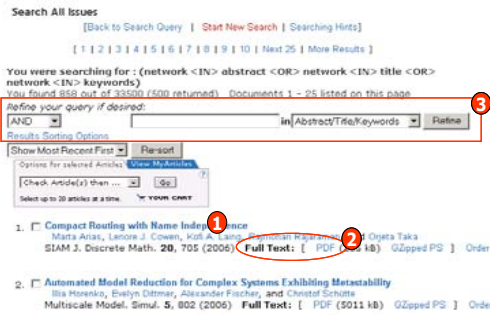 Search All Issues
[Back to Search Query | Start New Search | Searching Hints]
[ 1 | 2 | 3 | 4 | 5 | 6 | 7 | 8 | 9 | 10 | Next 25 | More Results ]
You were searching for : (network <IN> abstract <OR> network <IN> title <OR>
network <IN> keywords)
You found 858 out of 33500 (500 returned) Documents 1 - 25 listed on this page
Refine your query if desired:
3
AND in Abstract/Title/Keywords Refine
Results Sorting Options
Show Most Recent First Re-sort
Options for selected Articles View MyArticles
Check Article(s) then ... Go ?
Select up to 20 articles at a time. YOUR CART
1
1. Compact Routing with Name Independence
Marta Arias, Lenore J. Cowen, Kofi A. Laing, Rajmohan Rajaraman, and Orjeta Taka
2
SIAM J. Discrete Math. 20, 705 (2006) Full Text: [ PDF kB) GZipped PS ] Order
2. Automated Model Reduction for Complex Systems Exhibiting Metastability
Illia Horenko, Evelyn Dittmer, Alexander Fischer, and Christof Schütte
Multiscale Model. Simul. 5, 802 (2006) Full Text: [ PDF (5011 kB) GZipped PS ] Orde